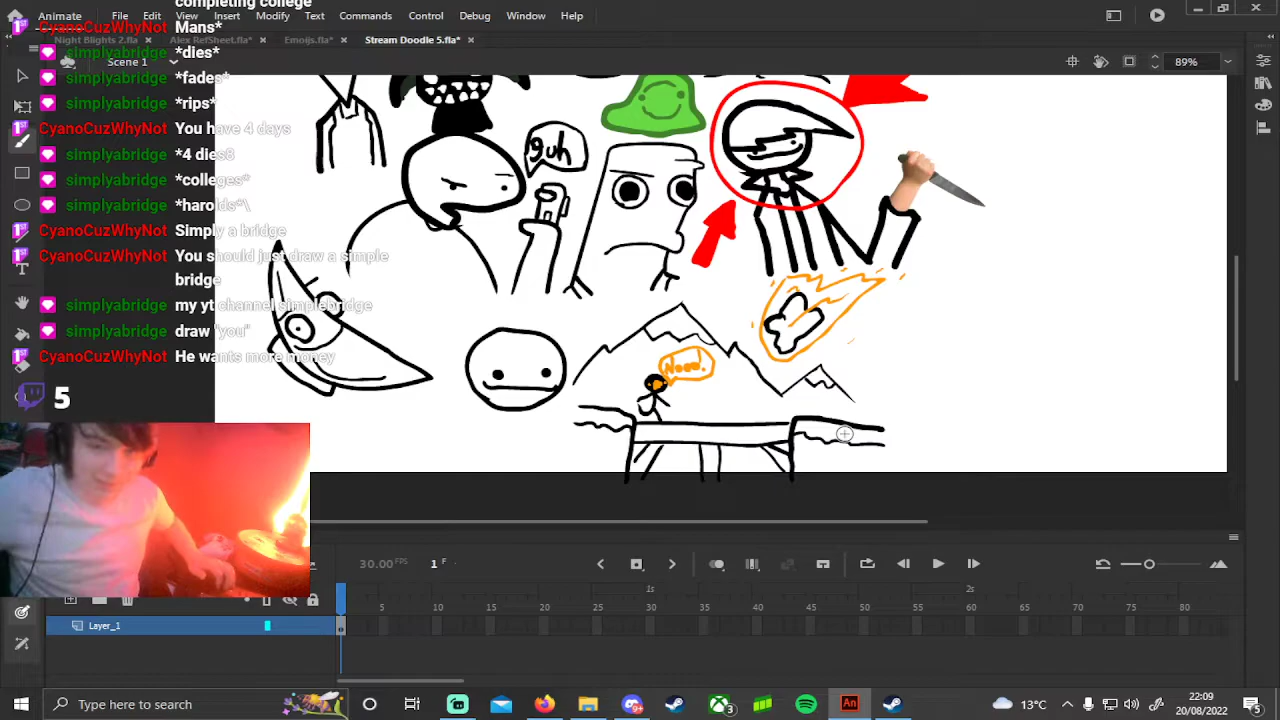 completing college
Animate File Edit View Insert Modify Text Commands Control Debug Window Help
CyanoCuzWhyNot Mans*
Night Blights 2.fla Alex RefSheet.fla* Emoijs.fla* Stream Doodle 5.fla*
simplyabridge *dies*
Scene 1 89%
simplyabridge *fades*
simplyabridge *rips*
CyanoCuzWhyNot You have 4 days
simplyabridge *4 dies8
simplyabridge *colleges*
simplyabridge *harolds*\
CyanoCuzWhyNot Simply a bridge
CyanoCuzWhyNot You should just draw a simple
bridge
simplyabridge my yt channel simplebridge
simplyabridge draw "you"
CyanoCuzWhyNot He wants more money
5
guh
Nooo!
30.00 FPS 1 F
1s 2s
5 10 15 20 25 30 35 40 45 50 55 60 65 70 75 80
Layer_1
Type here to search
An
13°C
22:09
20/08/2022